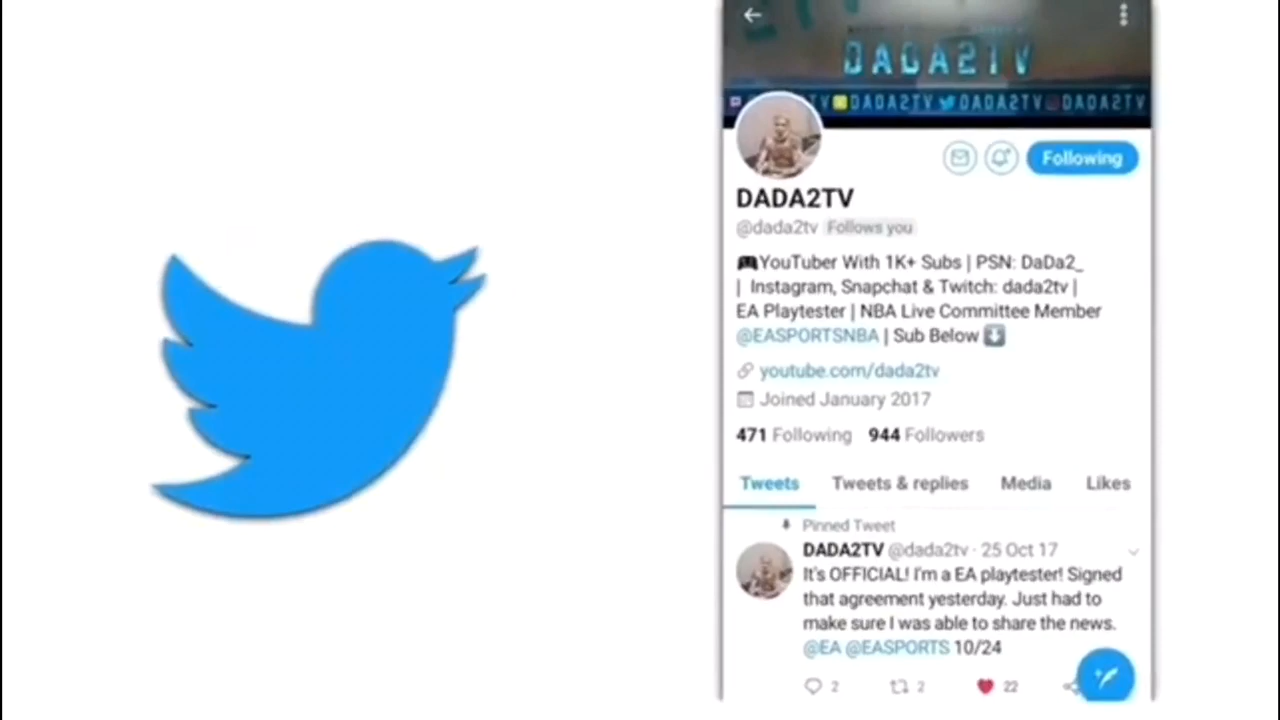 DADA2TV
DADA2TV DADA2TV DADA2TV
Following
DADA2TV
@dada2tv Follows you
🎮YouTuber With 1K+ Subs | PSN: DaDa2_
| Instagram, Snapchat & Twitch: dada2tv |
EA Playtester | NBA Live Committee Member
@EASPORTSNBA | Sub Below ⬇️
youtube.com/dada2tv
Joined January 2017
471 Following 944 Followers
Tweets Tweets & replies Media Likes
Pinned Tweet
DADA2TV @dada2tv · 25 Oct 17
It's OFFICIAL! I'm a EA playtester! Signed
that agreement yesterday. Just had to
make sure I was able to share the news.
@EA @EASPORTS 10/24
2 2 22